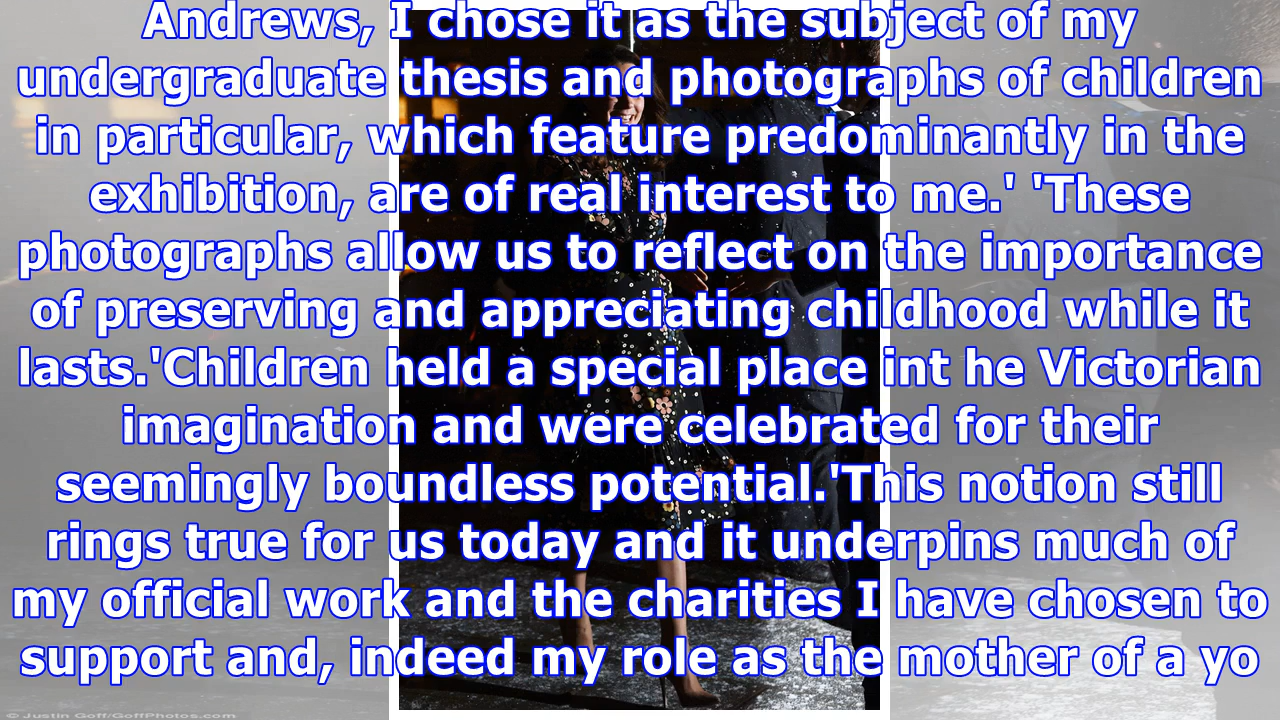 Andrews, I chose it as the subject of my
undergraduate thesis and photographs of children
in particular, which feature predominantly in the
exhibition, are of real interest to me.' 'These
photographs allow us to reflect on the importance
of preserving and appreciating childhood while it
lasts.'Children held a special place int he Victorian
imagination and were celebrated for their
seemingly boundless potential.'This notion still
rings true for us today and it underpins much of
my official work and the charities I have chosen to
support and, indeed my role as the mother of a yo
© Justin Goff/GoffPhotos.com